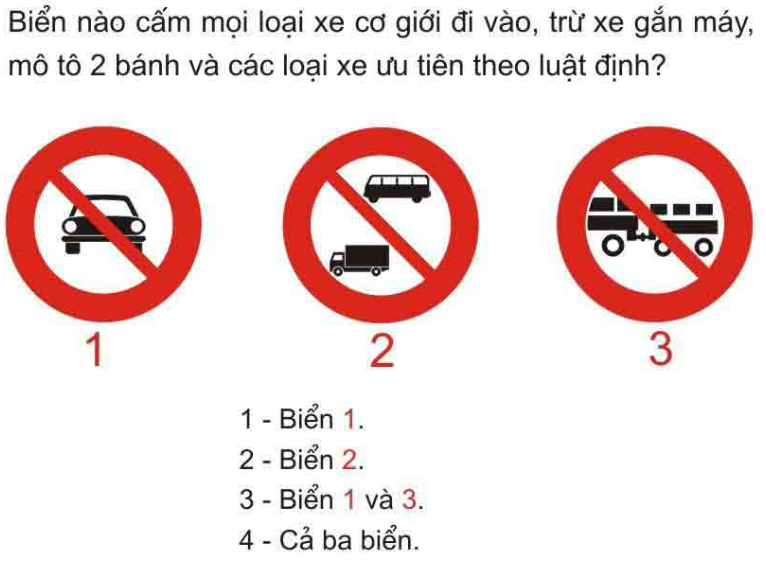 Biển nào cấm mọi loại xe cơ giới đi vào, trừ xe gắn máy,
mô tô 2 bánh và các loại xe ưu tiên theo luật định?
1 2 3
1 - Biển 1.
2 - Biển 2.
3 - Biển 1 và 3.
4 - Cả ba biển.